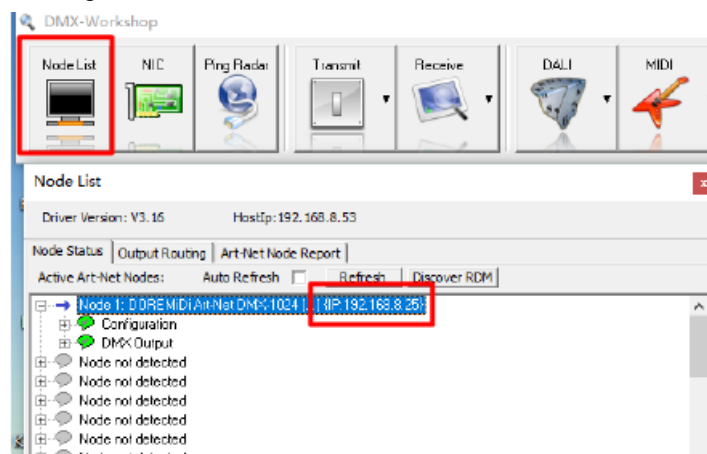 DMX-Workshop
Node List NIC Ping Radar Transmit Receive DALI MIDI
Node List x
Driver Version: V3.16 HostIp: 192.168.8.53
Node Status Output Routing Art-Net Node Report
Active Art-Net Nodes: Auto Refresh Refresh Discover RDM
Node 1: DOREMiDi Art-Net DMX-1024 (IP:192.168.8.25)
Configuration
DMX Output
Node not detected
Node not detected
Node not detected
Node not detected
Node not detected